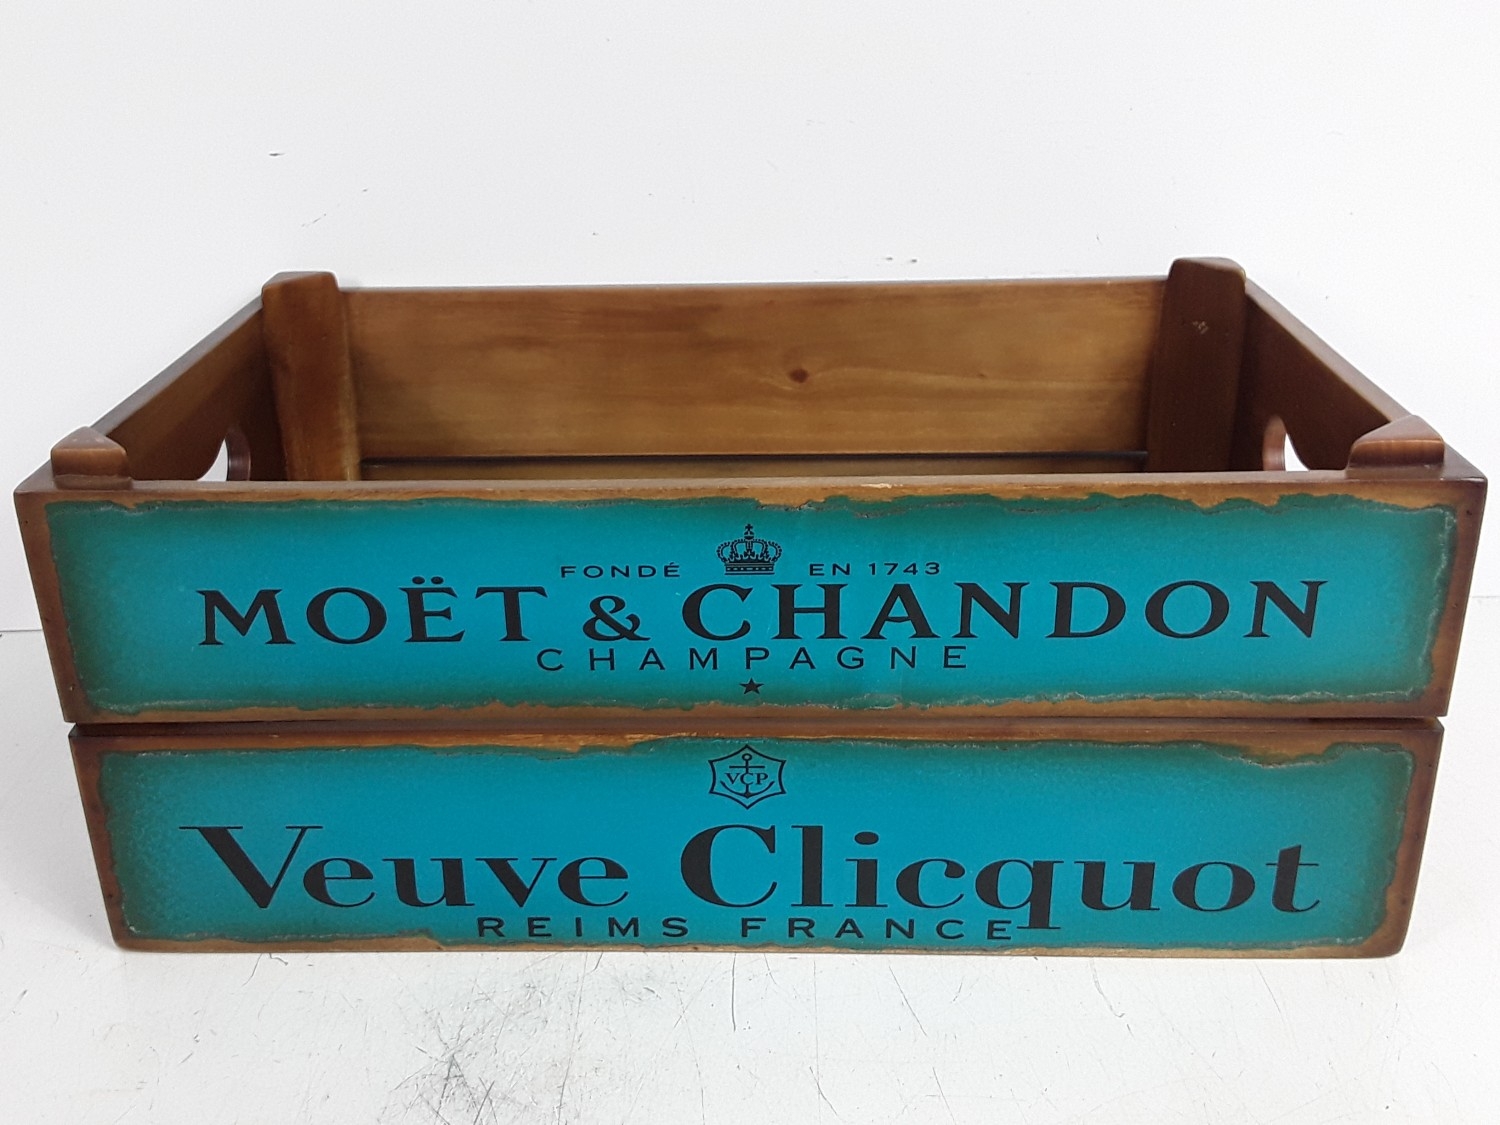 FONDÉ EN 1743
MOËT & CHANDON
CHAMPAGNE
VCP
Veuve Clicquot
REIMS FRANCE